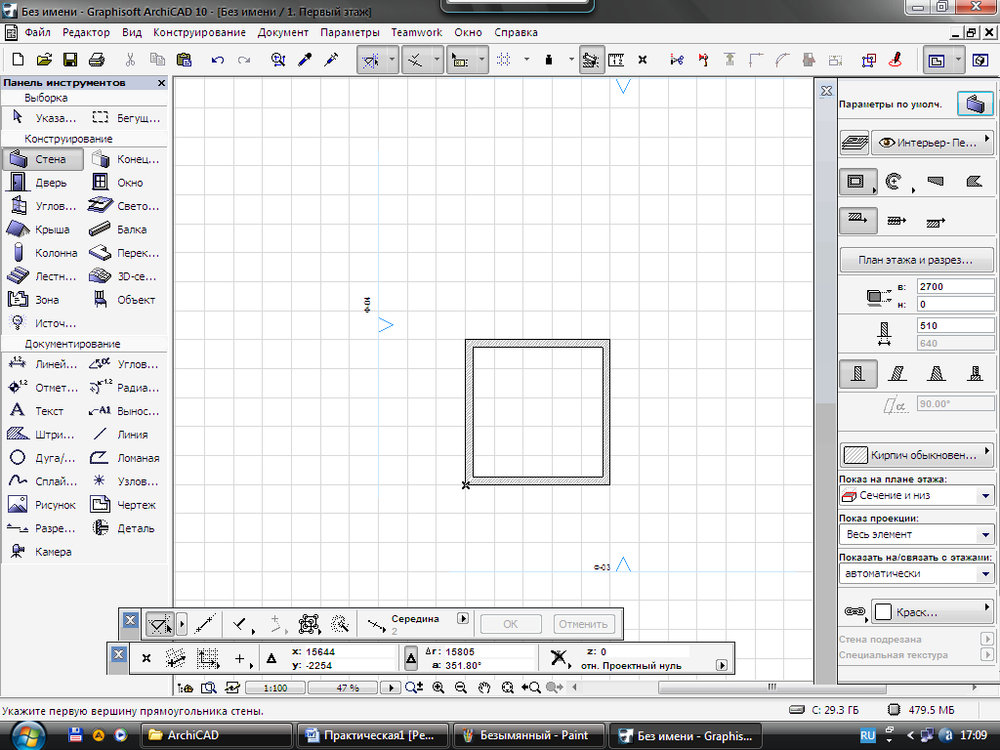 Без имени - Graphisoft ArchiCAD 10 - [Без имени / 1. Первый этаж]
Файл Редактор Вид Конструирование Документ Параметры Teamwork Окно Справка
Панель инструментов
Выборка
Указа... Бегущ...
Конструирование
Стена Конец...
Дверь Окно
Углов... Свето...
Крыша Балка
Колонна Перек...
Лестн... 3D-се...
Зона Объект
Источ...
Документирование
Линей... Углов...
Отмет... Радиа...
Текст Вынос...
Штри... Линия
Дуга/... Ломаная
Сплай... Узлов...
Рисунок Чертеж
Разре... Деталь
Камера
Ф-04
Ф-03
Параметры по умолч.
Интерьер- Пе...
План этажа и разрез...
в: 2700
н: 0
510
640
90.00°
Кирпич обыкновен...
Показ на плане этажа:
Сечение и низ
Показ проекции:
Весь элемент
Показать на/связать с этажами:
автоматически
Краск...
Стена подрезана
Специальная текстура
Середина
2
OK Отменить
x: 15644
y: -2254
Δr: 15805
a: 351.80°
z: 0
отн. Проектный нуль
1:100 47 %
Укажите первую вершину прямоугольника стены.
C: 29.3 ГБ 479.5 МБ
ArchiCAD
Практическая1 [Ре...
Безымянный - Paint
Без имени - Graphis...
RU 17:09